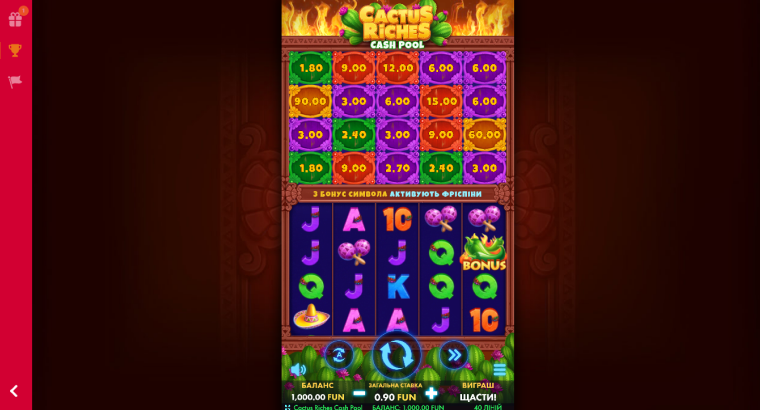 1
CACTUS
RICHES
CASH POOL
1.80 9.00 12.00 6.00 6.00
90.00 3.00 6.00 15.00 6.00
3.00 2.40 3.00 9.00 60.00
1.80 9.00 2.70 2.40 3.00
3 БОНУС СИМВОЛА АКТИВУЮТЬ ФРІСПІНИ
J A 10
J J Q BONUS
Q J K Q Q
A A J 10
A
БАЛАНС ЗАГАЛЬНА СТАВКА ВИГРАШ
1,000.00 FUN 0.90 FUN ЩАСТИ!
Cactus Riches Cash Pool БАЛАНС: 1,000.00 FUN 40 ЛІНІЙ